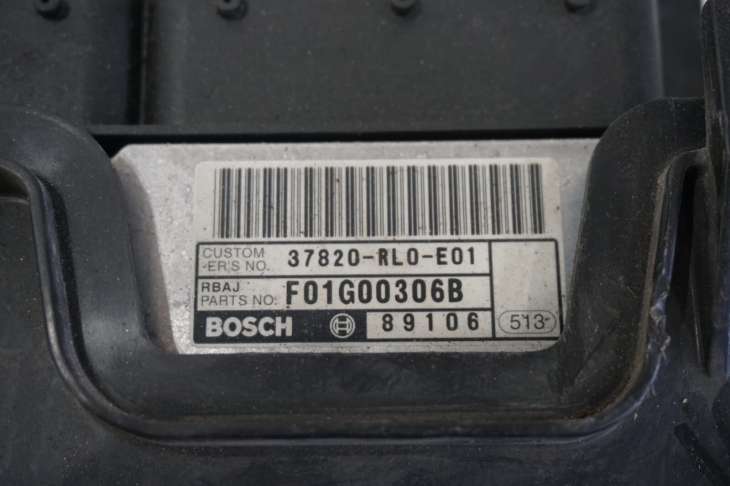 CUSTOM
-ER'S NO. 37820-RL0-E01
RBAJ
PARTS NO: F01G00306B
BOSCH 89106 513